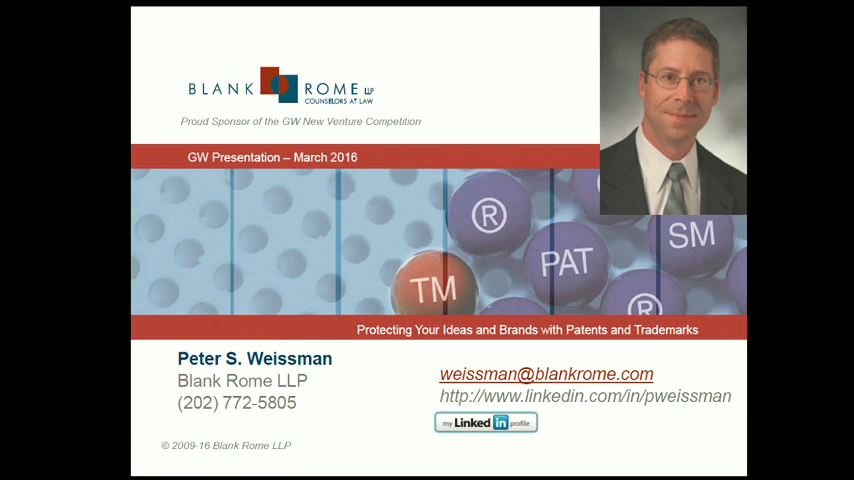 BLANK ROME LLP
COUNSELORS AT LAW
Proud Sponsor of the GW New Venture Competition
GW Presentation – March 2016
®
SM
PAT
TM
®
Protecting Your Ideas and Brands with Patents and Trademarks
Peter S. Weissman
Blank Rome LLP
(202) 772-5805
weissman@blankrome.com
http://www.linkedin.com/in/pweissman
my LinkedIn profile
© 2009-16 Blank Rome LLP